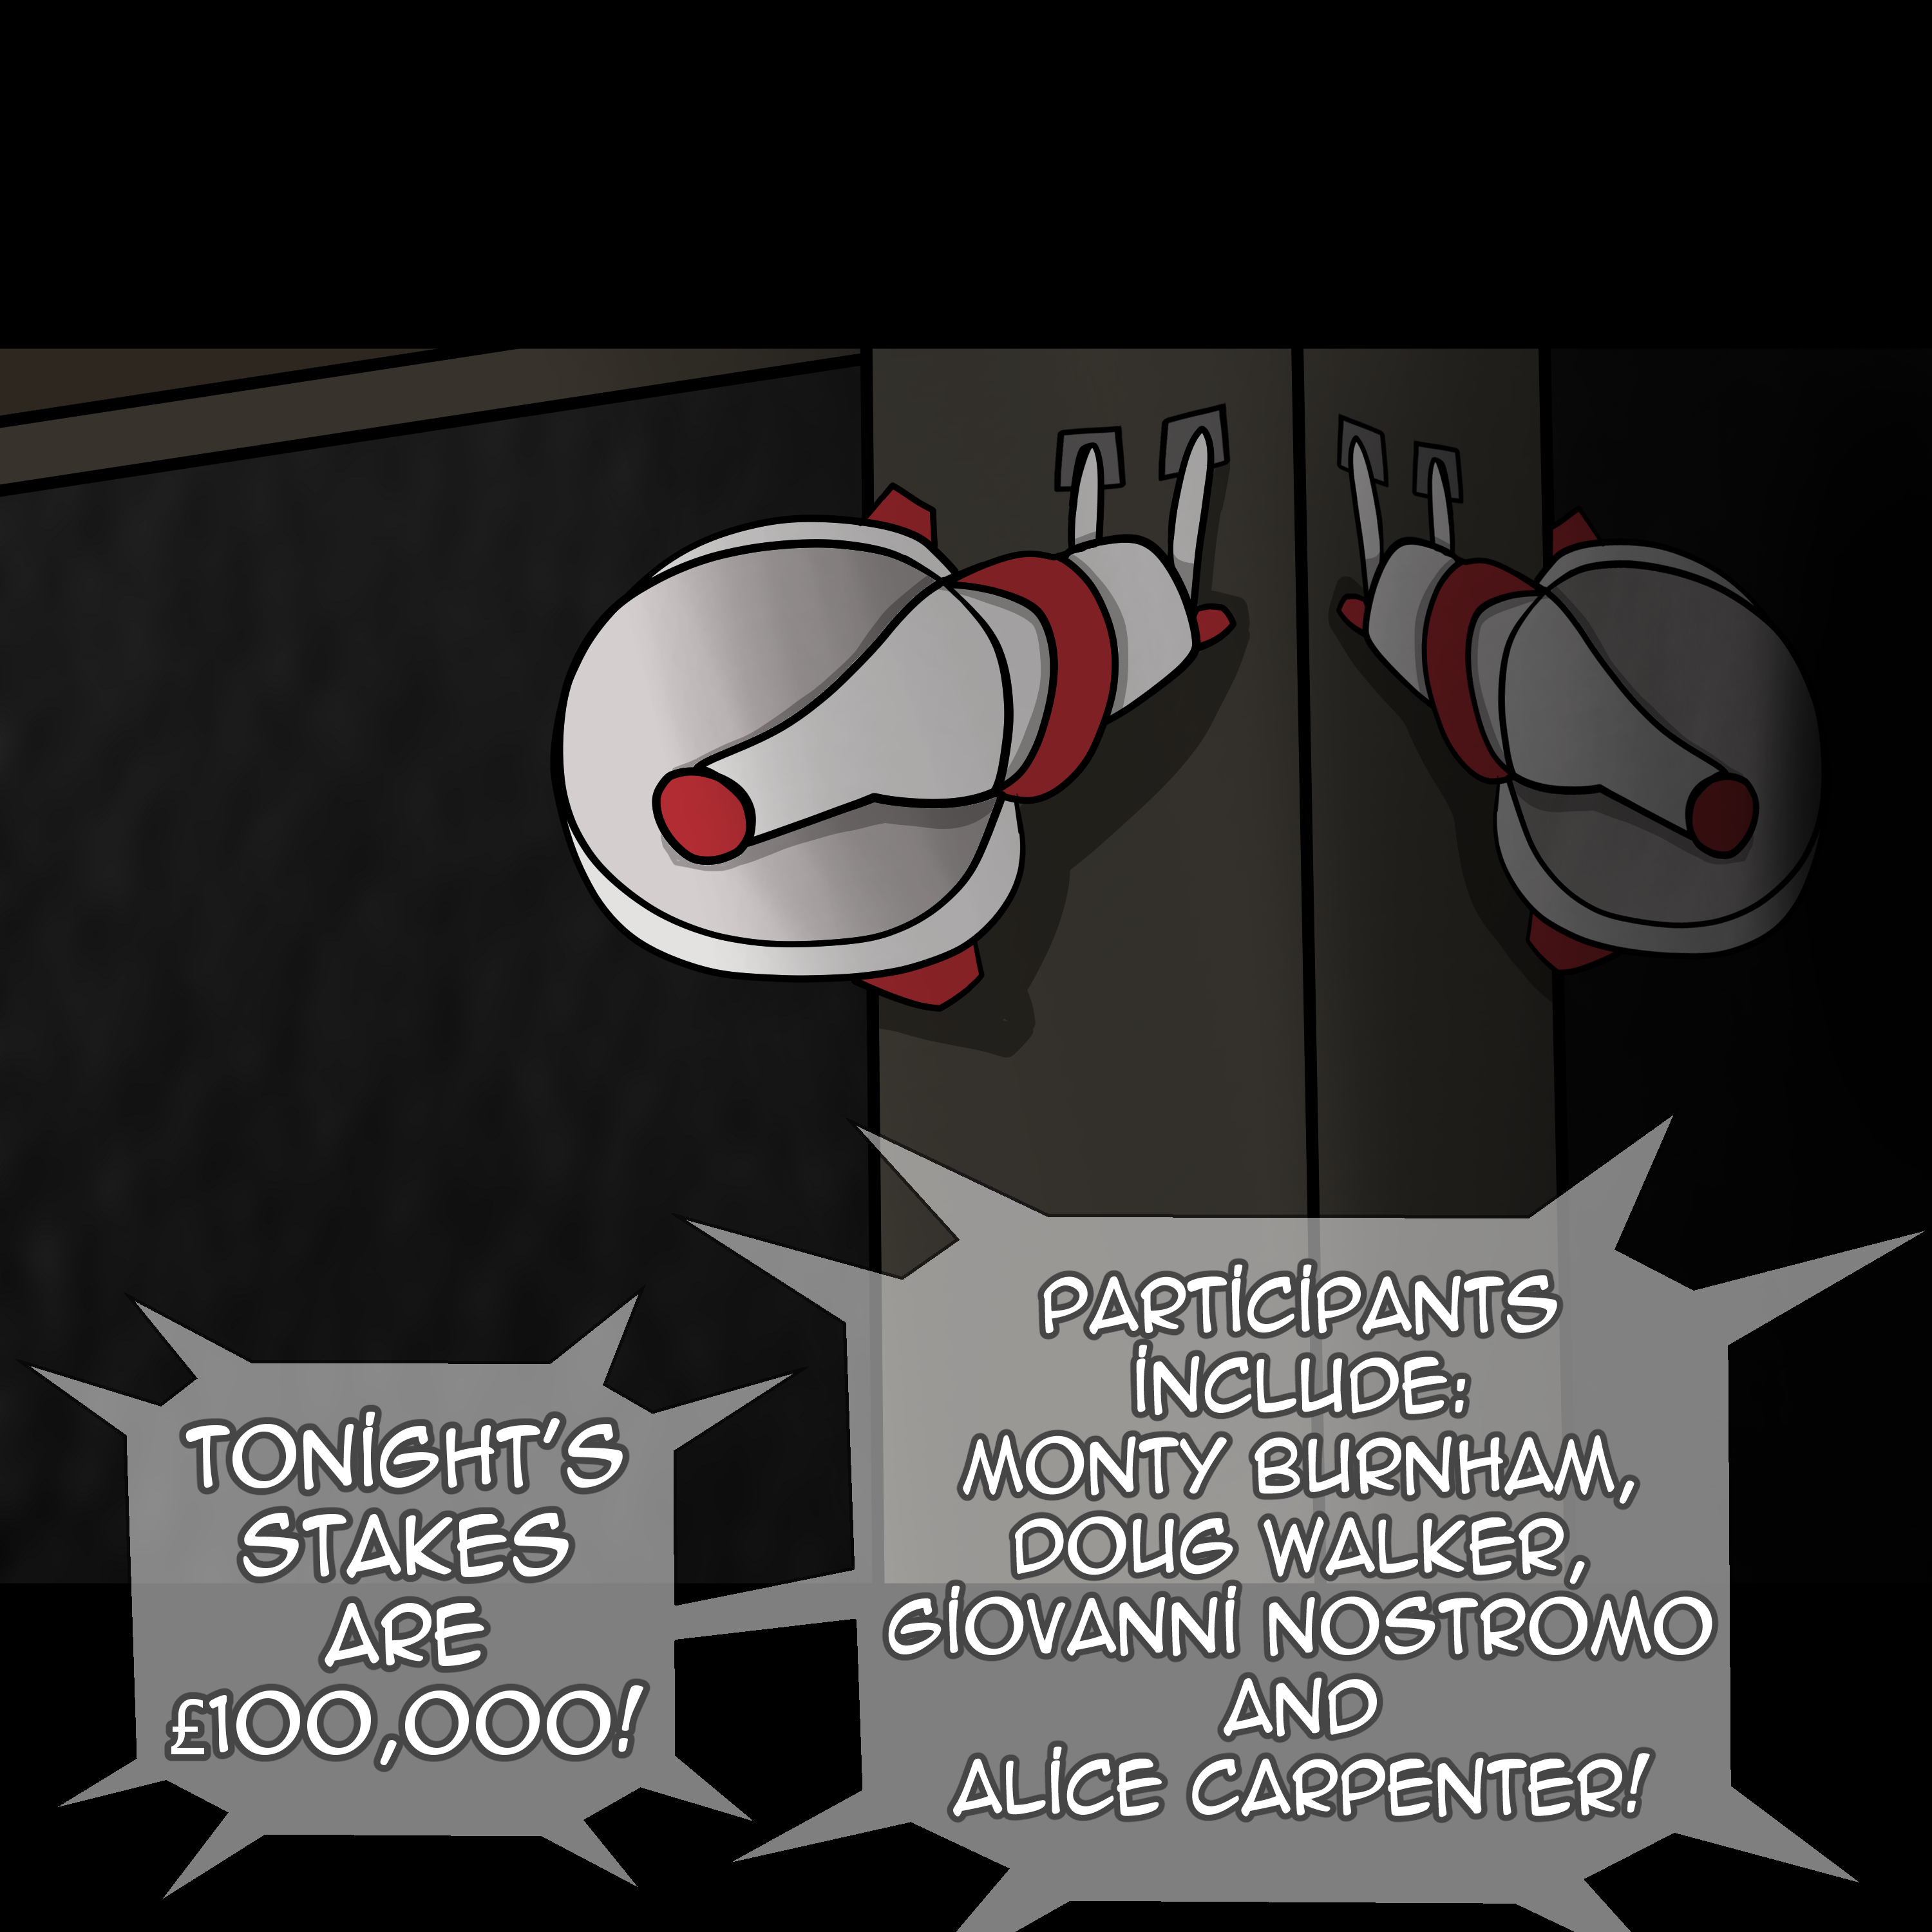 TONIGHT'S
STAKES
ARE
£100,000!
PARTICIPANTS
INCLUDE:
MONTY BURNHAM,
DOUG WALKER,
GIOVANNI NOSTROMO
AND
ALICE CARPENTER!